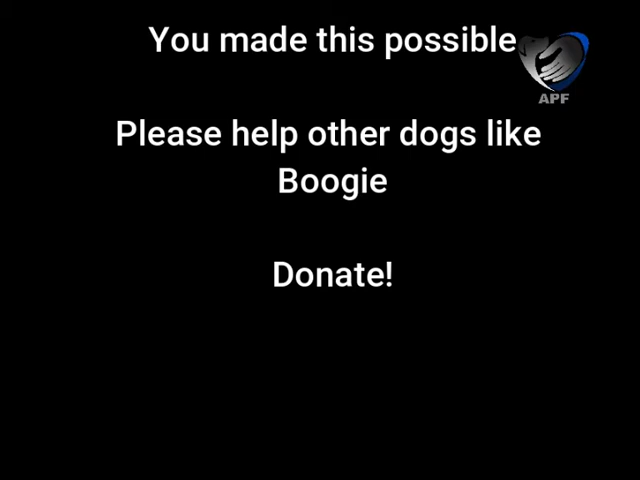 You made this possible
APF
Please help other dogs like
Boogie
Donate!